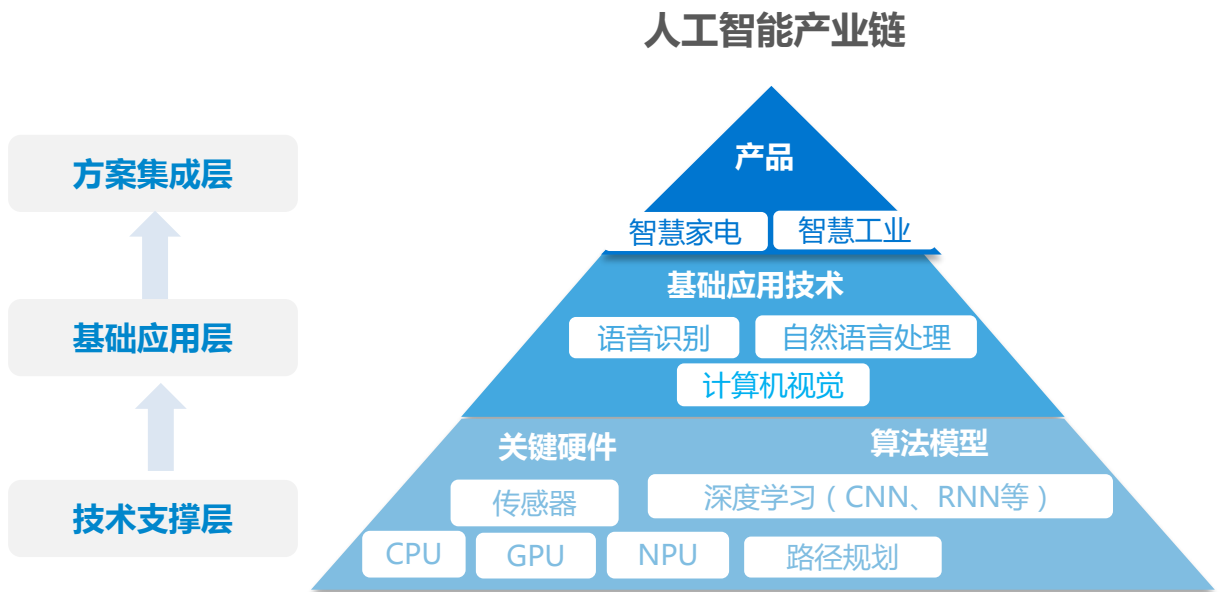 人工智能产业链
方案集成层
产品
智慧家电
智慧工业
基础应用层
基础应用技术
语音识别
自然语言处理
计算机视觉
技术支撑层
关键硬件
算法模型
传感器
深度学习（CNN、RNN等）
CPU
GPU
NPU
路径规划